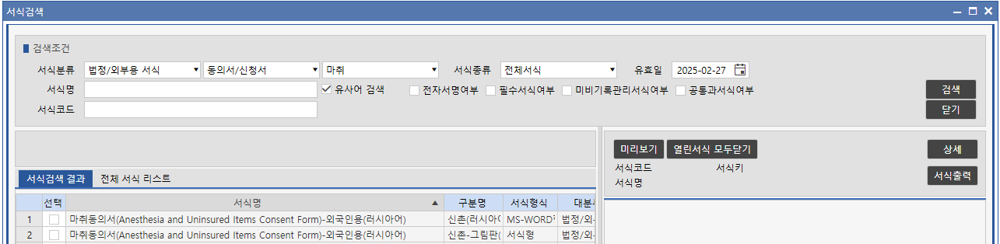 서식검색
검색조건
서식분류 법정/외부용 서식 동의서/신청서 마취 서식종류 전체서식 유효일 2025-02-27
서식명 유사어 검색 전자서명여부 필수서식여부 미비기록관리서식여부 공통과서식여부 검색
서식코드 닫기
미리보기 열린서식 모두닫기 상세
서식코드 서식키
서식명 서식출력
서식검색 결과 전체 서식 리스트
선택 서식명 구분명 서식형식 대분
1 마취동의서(Anesthesia and Uninsured Items Consent Form)-외국인용(러시아어) 신촌(러시아 MS-WORD 법정/외
2 마취동의서(Anesthesia and Uninsured Items Consent Form)-외국인용(러시아어) 신촌-그림판( 서식형 법정/외